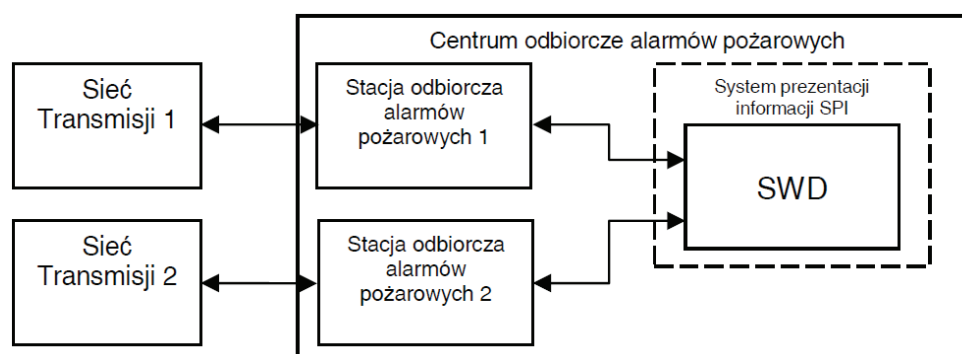 Centrum odbiorcze alarmów pożarowych
Sieć
Transmisji 1
Stacja odbiorcza
alarmów
pożarowych 1
System prezentacji
informacji SPI
SWD
Sieć
Transmisji 2
Stacja odbiorcza
alarmów
pożarowych 2